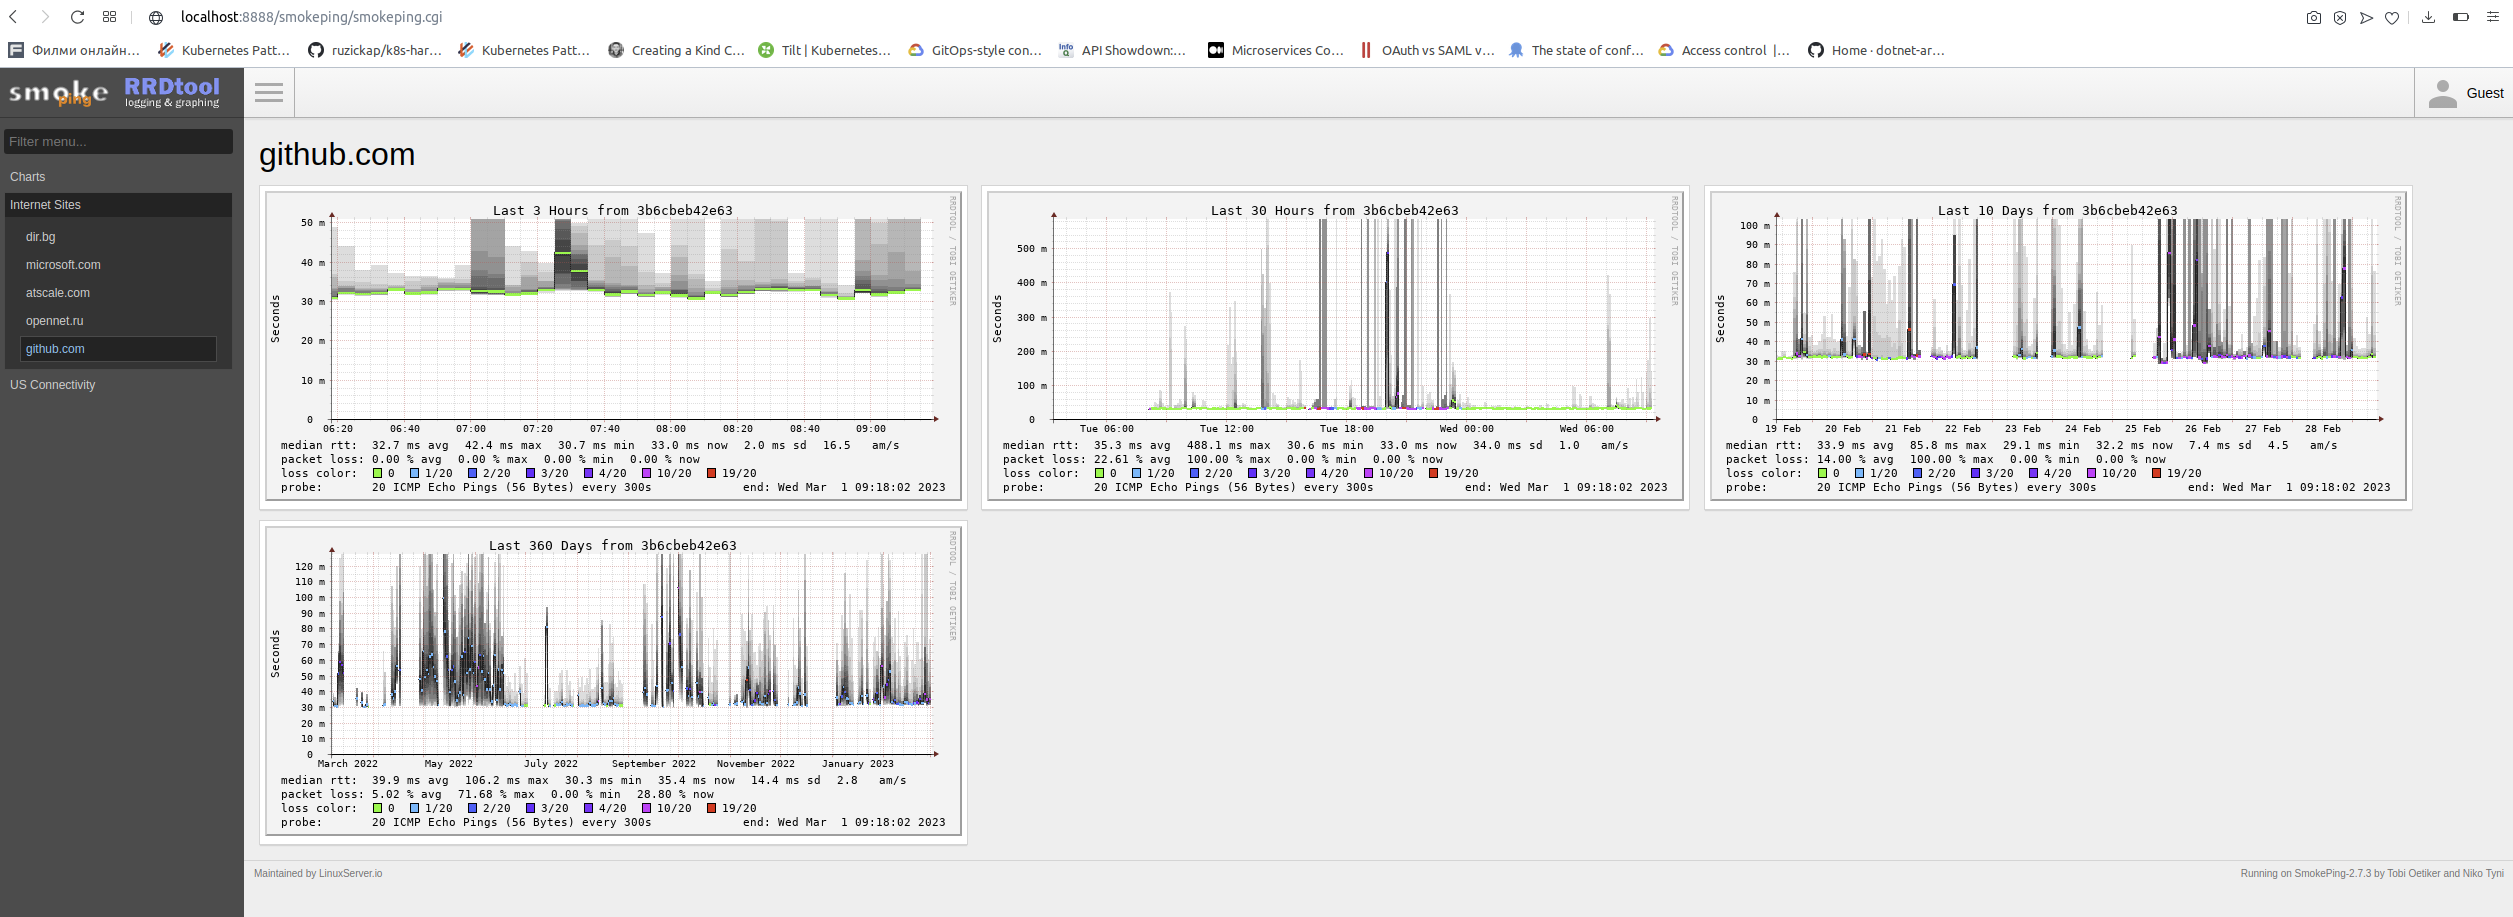 localhost:8888/smokeping/smokeping.cgi
Филми онлайн... Kubernetes Patt... ruzickap/k8s-har... Kubernetes Patt... Creating a Kind C... Tilt | Kubernetes... GitOps-style con... API Showdown:... Microservices Co... OAuth vs SAML v... The state of conf... Access control |... Home · dotnet-ar...
smokeping RRDtool
logging & graphing
Guest
Filter menu...
Charts
Internet Sites
dir.bg
microsoft.com
atscale.com
opennet.ru
github.com
US Connectivity
github.com
Last 3 Hours from 3b6cbeb42e63
RRDTOOL / TOBI OETIKER
Seconds
50 m
40 m
30 m
20 m
10 m
0
06:20 06:40 07:00 07:20 07:40 08:00 08:20 08:40 09:00
median rtt: 32.7 ms avg 42.4 ms max 30.7 ms min 33.0 ms now 2.0 ms sd 16.5 am/s
packet loss: 0.00 % avg 0.00 % max 0.00 % min 0.00 % now
loss color: 0 1/20 2/20 3/20 4/20 10/20 19/20
probe: 20 ICMP Echo Pings (56 Bytes) every 300s end: Wed Mar 1 09:18:02 2023
Last 30 Hours from 3b6cbeb42e63
RRDTOOL / TOBI OETIKER
Seconds
500 m
400 m
300 m
200 m
100 m
0
Tue 06:00 Tue 12:00 Tue 18:00 Wed 00:00 Wed 06:00
median rtt: 35.3 ms avg 488.1 ms max 30.6 ms min 33.0 ms now 34.0 ms sd 1.0 am/s
packet loss: 22.61 % avg 100.00 % max 0.00 % min 0.00 % now
loss color: 0 1/20 2/20 3/20 4/20 10/20 19/20
probe: 20 ICMP Echo Pings (56 Bytes) every 300s end: Wed Mar 1 09:18:02 2023
Last 10 Days from 3b6cbeb42e63
RRDTOOL / TOBI OETIKER
Seconds
100 m
90 m
80 m
70 m
60 m
50 m
40 m
30 m
20 m
10 m
0
19 Feb 20 Feb 21 Feb 22 Feb 23 Feb 24 Feb 25 Feb 26 Feb 27 Feb 28 Feb
median rtt: 33.9 ms avg 85.8 ms max 29.1 ms min 32.2 ms now 7.4 ms sd 4.5 am/s
packet loss: 14.00 % avg 100.00 % max 0.00 % min 0.00 % now
loss color: 0 1/20 2/20 3/20 4/20 10/20 19/20
probe: 20 ICMP Echo Pings (56 Bytes) every 300s end: Wed Mar 1 09:18:02 2023
Last 360 Days from 3b6cbeb42e63
RRDTOOL / TOBI OETIKER
Seconds
120 m
110 m
100 m
90 m
80 m
70 m
60 m
50 m
40 m
30 m
20 m
10 m
0
March 2022 May 2022 July 2022 September 2022 November 2022 January 2023
median rtt: 39.9 ms avg 106.2 ms max 30.3 ms min 35.4 ms now 14.4 ms sd 2.8 am/s
packet loss: 5.02 % avg 71.68 % max 0.00 % min 28.80 % now
loss color: 0 1/20 2/20 3/20 4/20 10/20 19/20
probe: 20 ICMP Echo Pings (56 Bytes) every 300s end: Wed Mar 1 09:18:02 2023
Maintained by LinuxServer.io
Running on SmokePing-2.7.3 by Tobi Oetiker and Niko Tyni